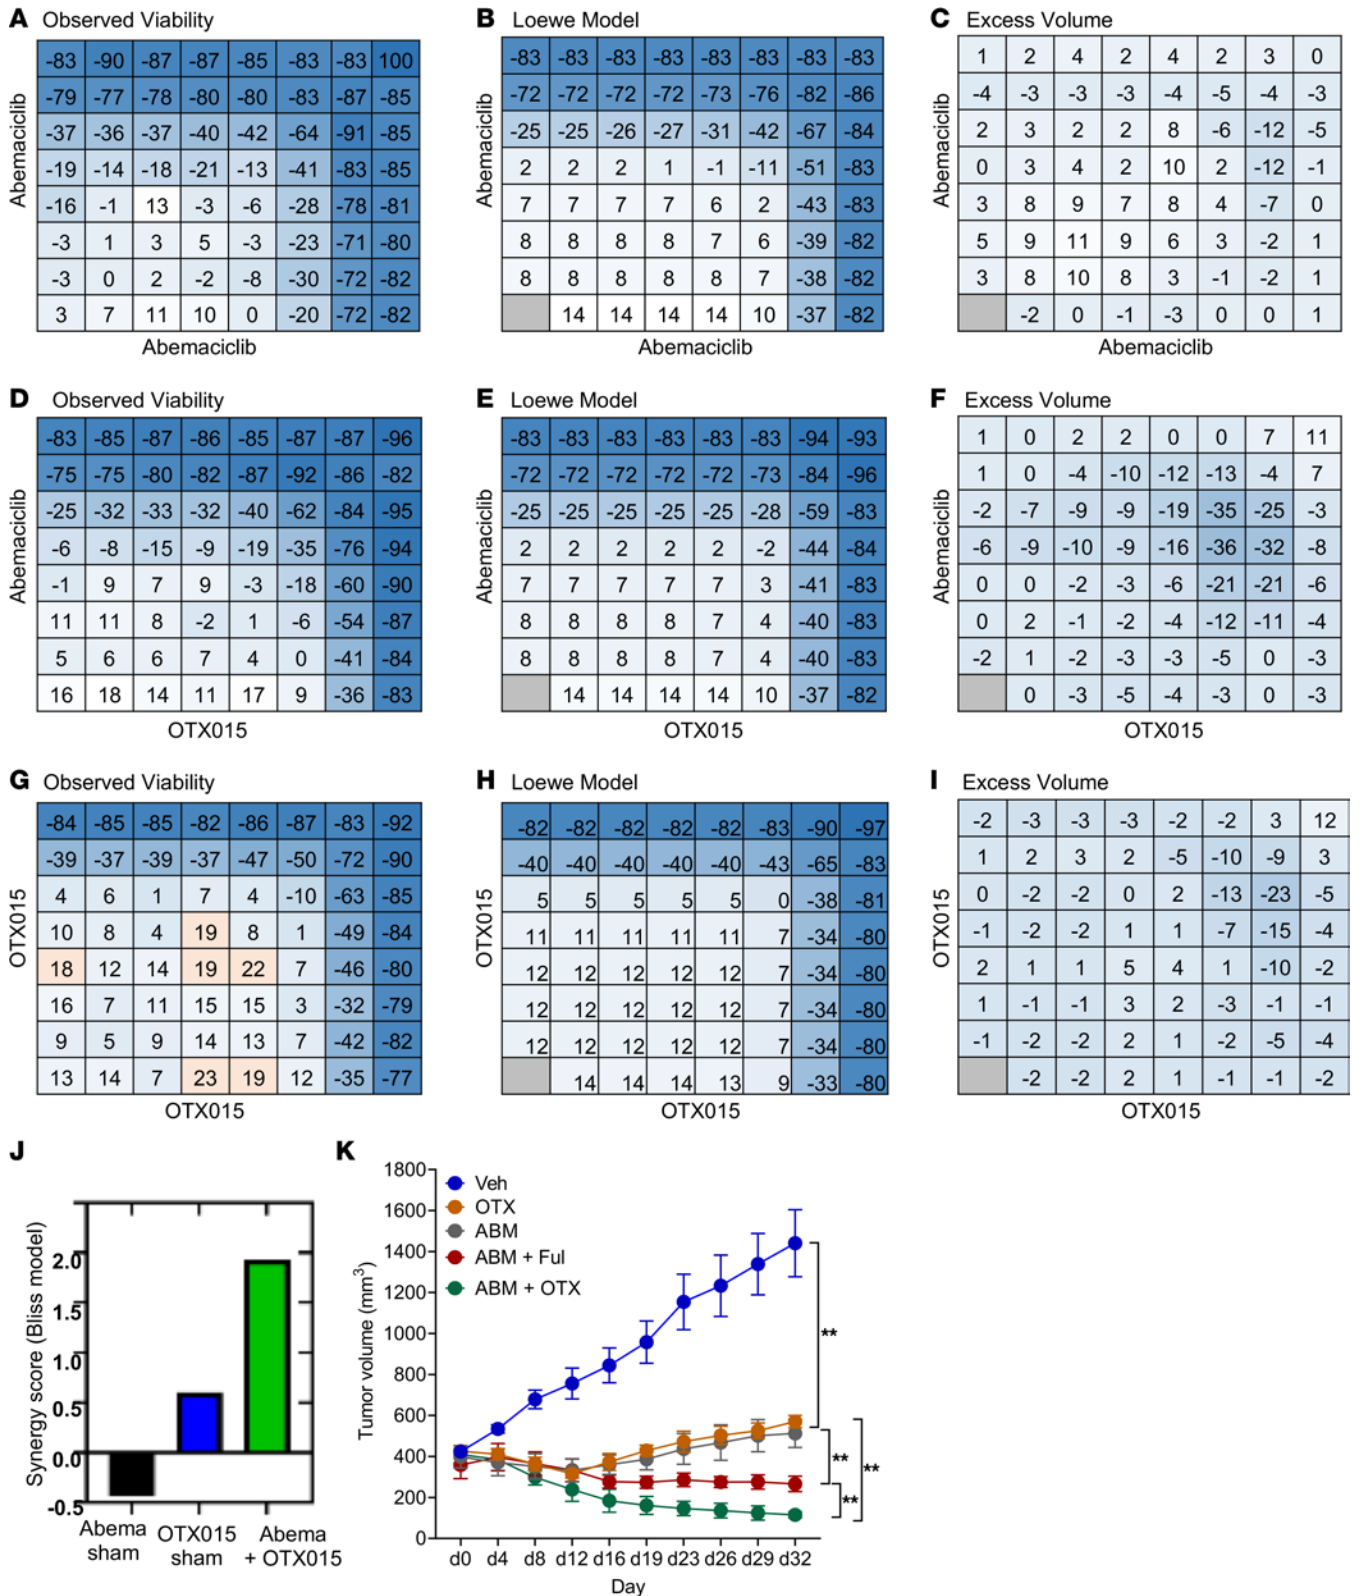 A Observed Viability
Abemaciclib
-83 -90 -87 -87 -85 -83 -83 100
-79 -77 -78 -80 -80 -83 -87 -85
-37 -36 -37 -40 -42 -64 -91 -85
-19 -14 -18 -21 -13 -41 -83 -85
-16 -1 13 -3 -6 -28 -78 -81
-3 1 3 5 -3 -23 -71 -80
-3 0 2 -2 -8 -30 -72 -82
3 7 11 10 0 -20 -72 -82
Abemaciclib
B Loewe Model
Abemaciclib
-83 -83 -83 -83 -83 -83 -83 -83
-72 -72 -72 -72 -73 -76 -82 -86
-25 -25 -26 -27 -31 -42 -67 -84
2 2 2 1 -1 -11 -51 -83
7 7 7 7 6 2 -43 -83
8 8 8 8 7 6 -39 -82
8 8 8 8 8 7 -38 -82
14 14 14 14 10 -37 -82
Abemaciclib
C Excess Volume
Abemaciclib
1 2 4 2 4 2 3 0
-4 -3 -3 -3 -4 -5 -4 -3
2 3 2 2 8 -6 -12 -5
0 3 4 2 10 2 -12 -1
3 8 9 7 8 4 -7 0
5 9 11 9 6 3 -2 1
3 8 10 8 3 -1 -2 1
-2 0 -1 -3 0 0 1
Abemaciclib
D Observed Viability
Abemaciclib
-83 -85 -87 -86 -85 -87 -87 -96
-75 -75 -80 -82 -87 -92 -86 -82
-25 -32 -33 -32 -40 -62 -84 -95
-6 -8 -15 -9 -19 -35 -76 -94
-1 9 7 9 -3 -18 -60 -90
11 11 8 -2 1 -6 -54 -87
5 6 6 7 4 0 -41 -84
16 18 14 11 17 9 -36 -83
OTX015
E Loewe Model
Abemaciclib
-83 -83 -83 -83 -83 -83 -94 -93
-72 -72 -72 -72 -72 -73 -84 -96
-25 -25 -25 -25 -25 -28 -59 -83
2 2 2 2 2 -2 -44 -84
7 7 7 7 7 3 -41 -83
8 8 8 8 7 4 -40 -83
8 8 8 8 7 4 -40 -83
14 14 14 14 10 -37 -82
OTX015
F Excess Volume
Abemaciclib
1 0 2 2 0 0 7 11
1 0 -4 -10 -12 -13 -4 7
-2 -7 -9 -9 -19 -35 -25 -3
-6 -9 -10 -9 -16 -36 -32 -8
0 0 -2 -3 -6 -21 -21 -6
0 2 -1 -2 -4 -12 -11 -4
-2 1 -2 -3 -3 -5 0 -3
0 -3 -5 -4 -3 0 -3
OTX015
G Observed Viability
OTX015
-84 -85 -85 -82 -86 -87 -83 -92
-39 -37 -39 -37 -47 -50 -72 -90
4 6 1 7 4 -10 -63 -85
10 8 4 19 8 1 -49 -84
18 12 14 19 22 7 -46 -80
16 7 11 15 15 3 -32 -79
9 5 9 14 13 7 -42 -82
13 14 7 23 19 12 -35 -77
OTX015
H Loewe Model
OTX015
-82 -82 -82 -82 -82 -83 -90 -97
-40 -40 -40 -40 -40 -43 -65 -83
5 5 5 5 5 0 -38 -81
11 11 11 11 11 7 -34 -80
12 12 12 12 12 7 -34 -80
12 12 12 12 12 7 -34 -80
12 12 12 12 12 7 -34 -80
14 14 14 13 9 -33 -80
OTX015
I Excess Volume
OTX015
-2 -3 -3 -3 -2 -2 3 12
1 2 3 2 -5 -10 -9 3
0 -2 -2 0 2 -13 -23 -5
-1 -2 -2 1 1 -7 -15 -4
2 1 1 5 4 1 -10 -2
1 -1 -1 3 2 -3 -1 -1
-1 -2 -2 2 1 -2 -5 -4
-2 -2 2 1 -1 -1 -2
OTX015
J
Synergy score (Bliss model)
2.0
1.5
1.0
0.5
0.0
-0.5
Abema sham
OTX015 sham
Abema + OTX015
K
Tumor volume (mm³)
1800
1600
1400
1200
1000
800
600
400
200
0
Veh
OTX
ABM
ABM + Ful
ABM + OTX
**
**
**
**
d0 d4 d8 d12 d16 d19 d23 d26 d29 d32
Day